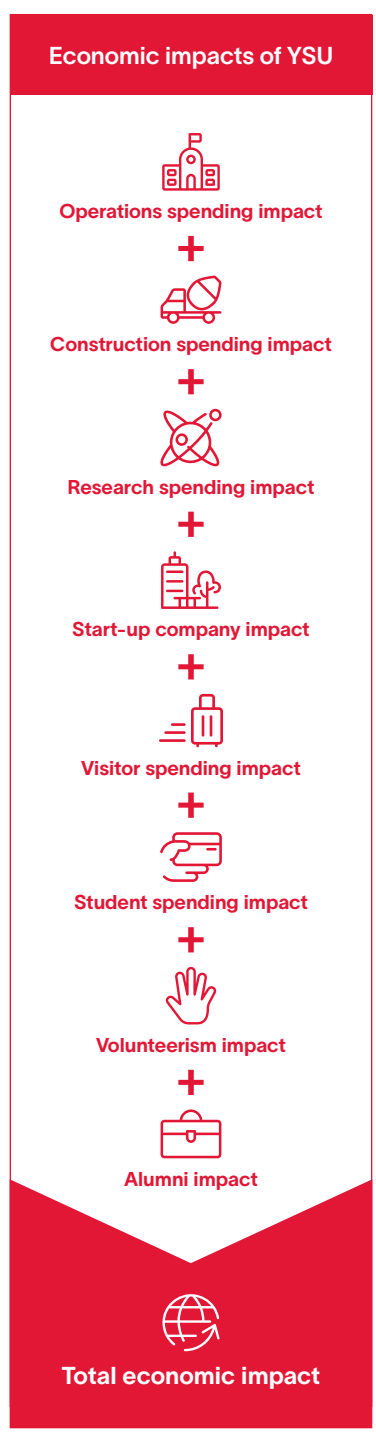 Economic impacts of YSU
Operations spending impact
+
Construction spending impact
+
Research spending impact
+
Start-up company impact
+
Visitor spending impact
+
Student spending impact
+
Volunteerism impact
+
Alumni impact
Total economic impact